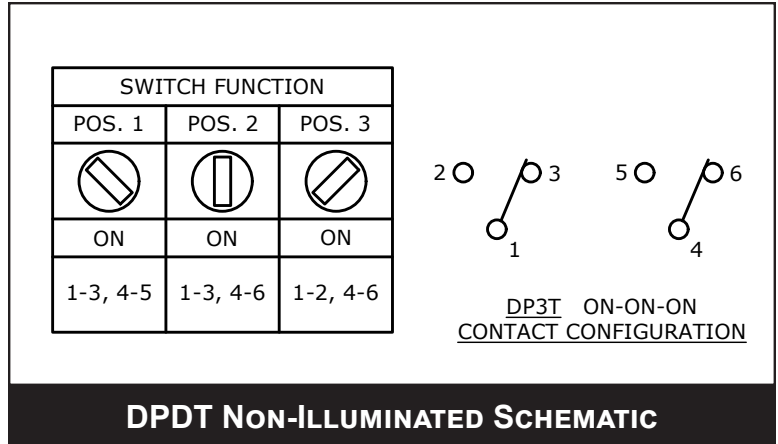 SWITCH FUNCTION
POS. 1 POS. 2 POS. 3
ON ON ON
1-3, 4-5 1-3, 4-6 1-2, 4-6
2 3 5 6
1 4
DP3T ON-ON-ON
CONTACT CONFIGURATION
DPDT NON-ILLUMINATED SCHEMATIC